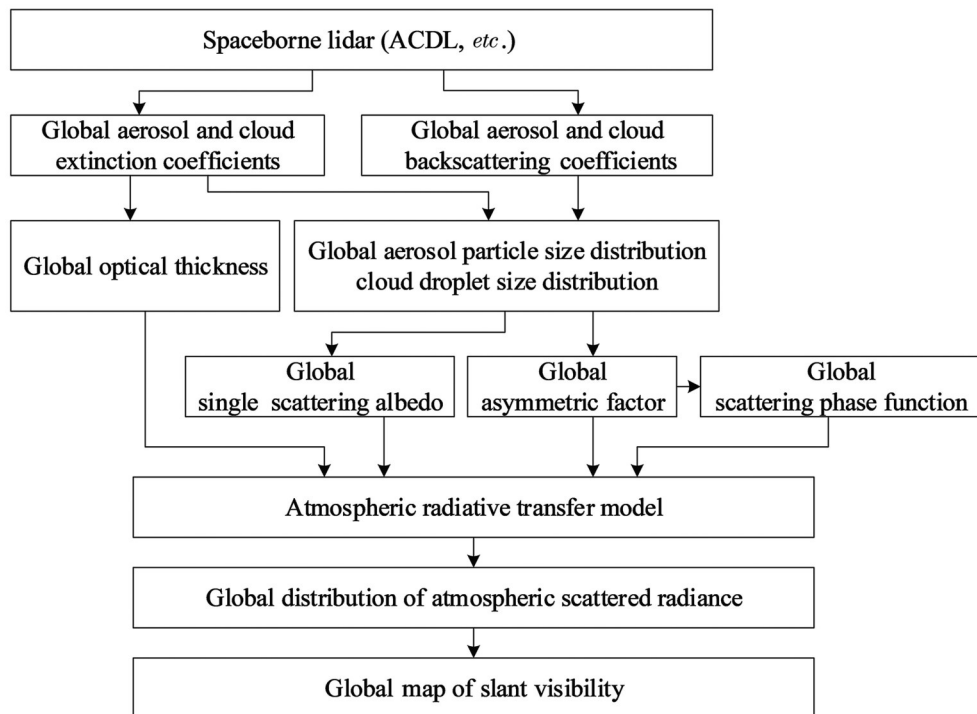 Spaceborne lidar (ACDL, etc.)
Global aerosol and cloud
extinction coefficients
Global aerosol and cloud
backscattering coefficients
Global optical thickness
Global aerosol particle size distribution
cloud droplet size distribution
Global
single scattering albedo
Global
asymmetric factor
Global
scattering phase function
Atmospheric radiative transfer model
Global distribution of atmospheric scattered radiance
Global map of slant visibility